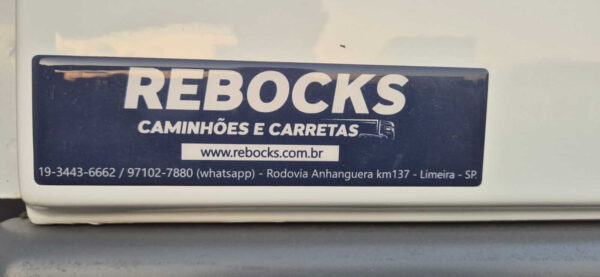 REBOCKS
CAMINHÕES E CARRETAS
www.rebocks.com.br
19-3443-6662 / 97102-7880 (whatsapp) - Rodovia Anhanguera km137 - Limeira - SP.